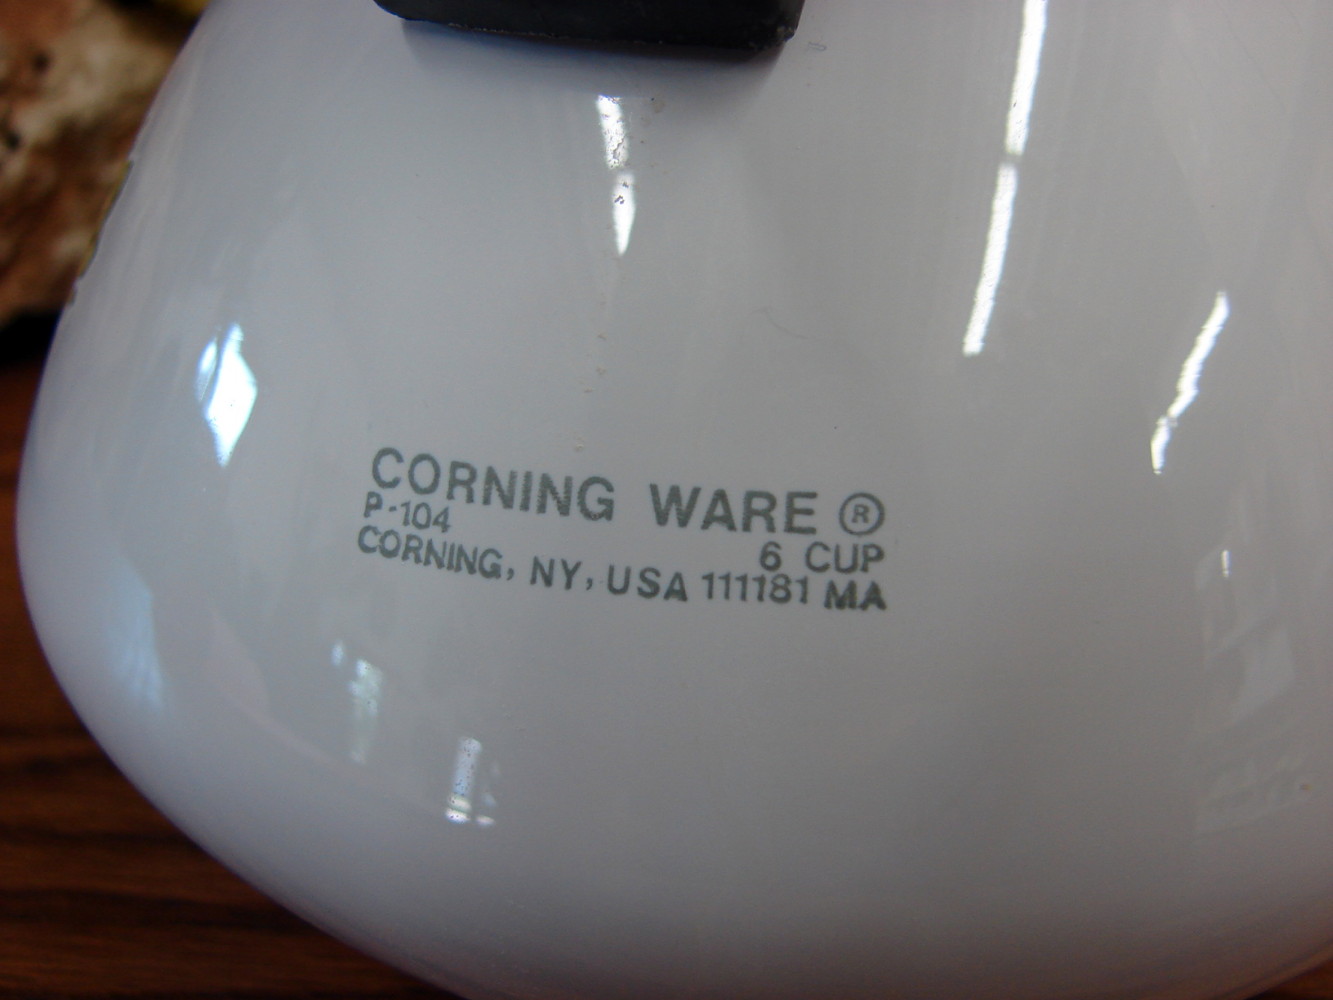 CORNING WARE ®
P-104 6 CUP
CORNING, NY, USA 111181 MA